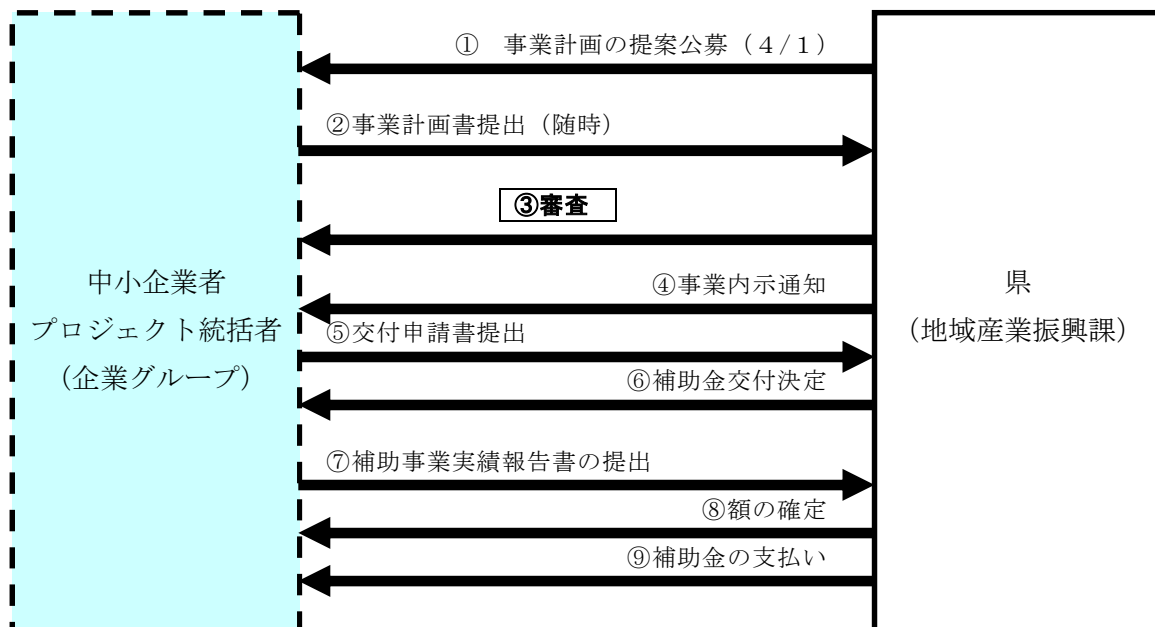 ①　事業計画の提案公募（４/１）
②事業計画書提出（随時）
③審査
④事業内示通知
⑤交付申請書提出
⑥補助金交付決定
⑦補助事業実績報告書の提出
⑧額の確定
⑨補助金の支払い
中小企業者
プロジェクト統括者
（企業グループ）
県
（地域産業振興課）